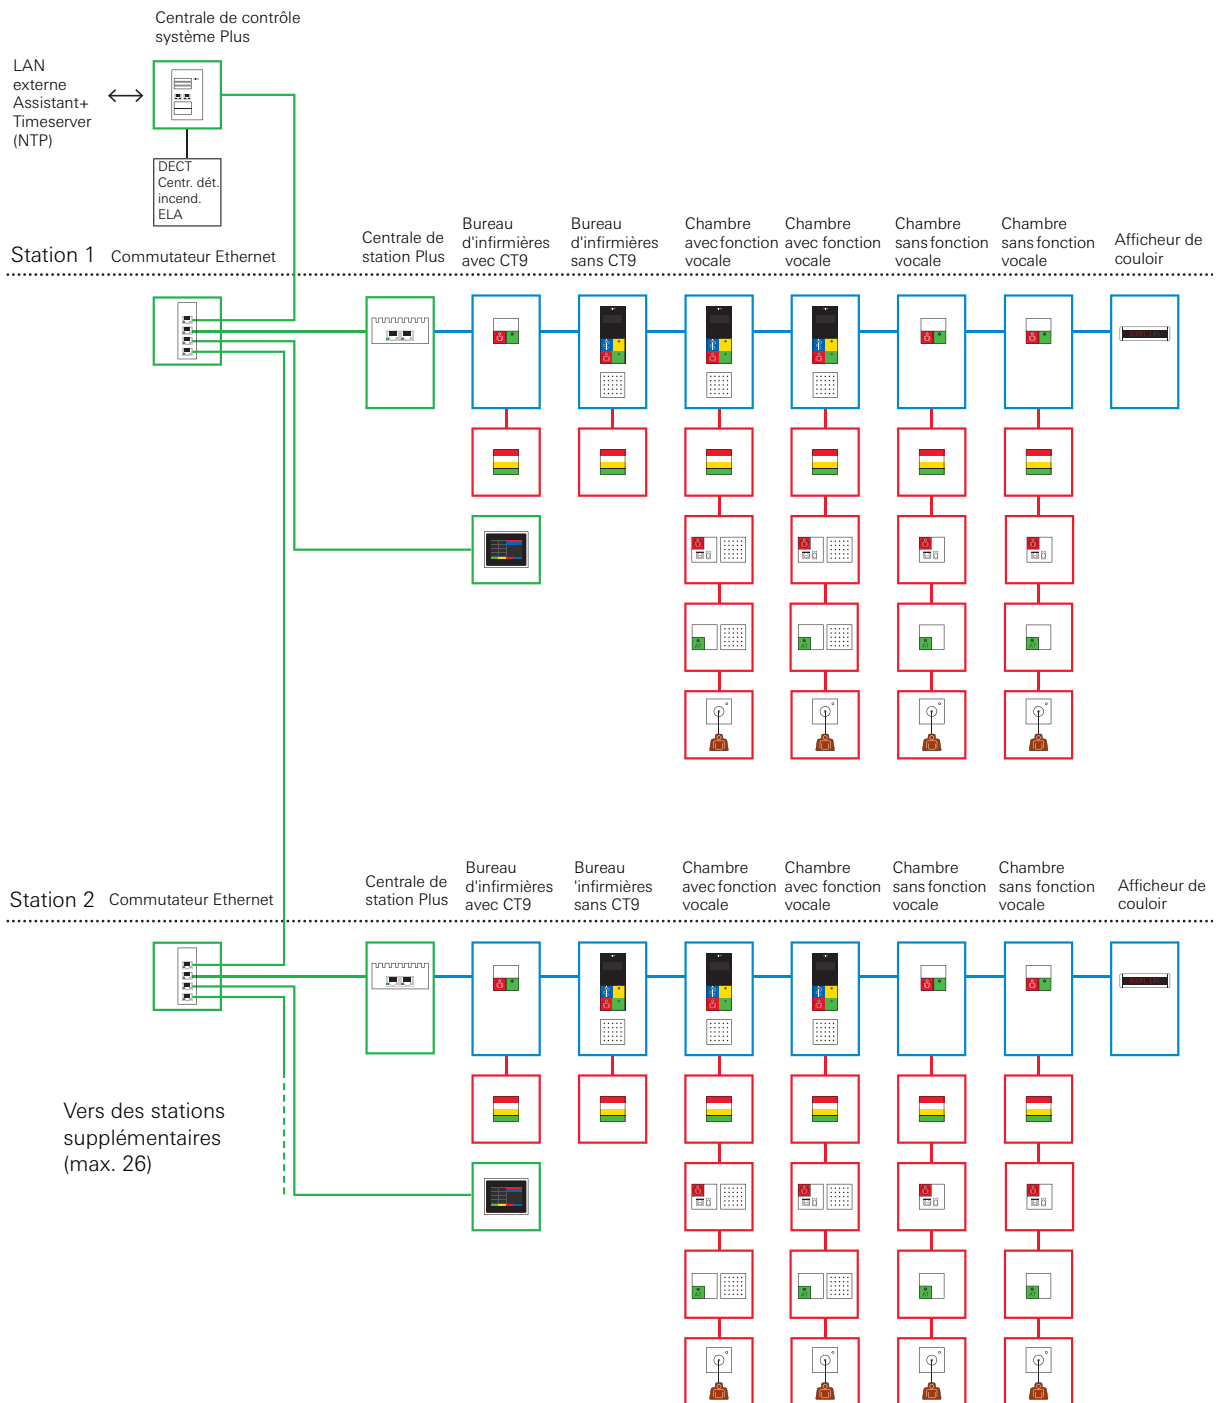 Centrale de contrôle
système Plus
LAN
externe
Assistant+
Timeserver
(NTP)
DECT
Centr. dét.
incend.
ELA
Station 1
Commutateur Ethernet
Centrale de
station Plus
Bureau
d'infirmières
avec CT9
Bureau
d'infirmières
sans CT9
Chambre
avec fonction
vocale
Chambre
avec fonction
vocale
Chambre
sans fonction
vocale
Chambre
sans fonction
vocale
Afficheur de
couloir
Station 2
Commutateur Ethernet
Centrale de
station Plus
Bureau
d'infirmières
avec CT9
Bureau
'infirmières
sans CT9
Chambre
avec fonction
vocale
Chambre
avec fonction
vocale
Chambre
sans fonction
vocale
Chambre
sans fonction
vocale
Afficheur de
couloir
Vers des stations
supplémentaires
(max. 26)